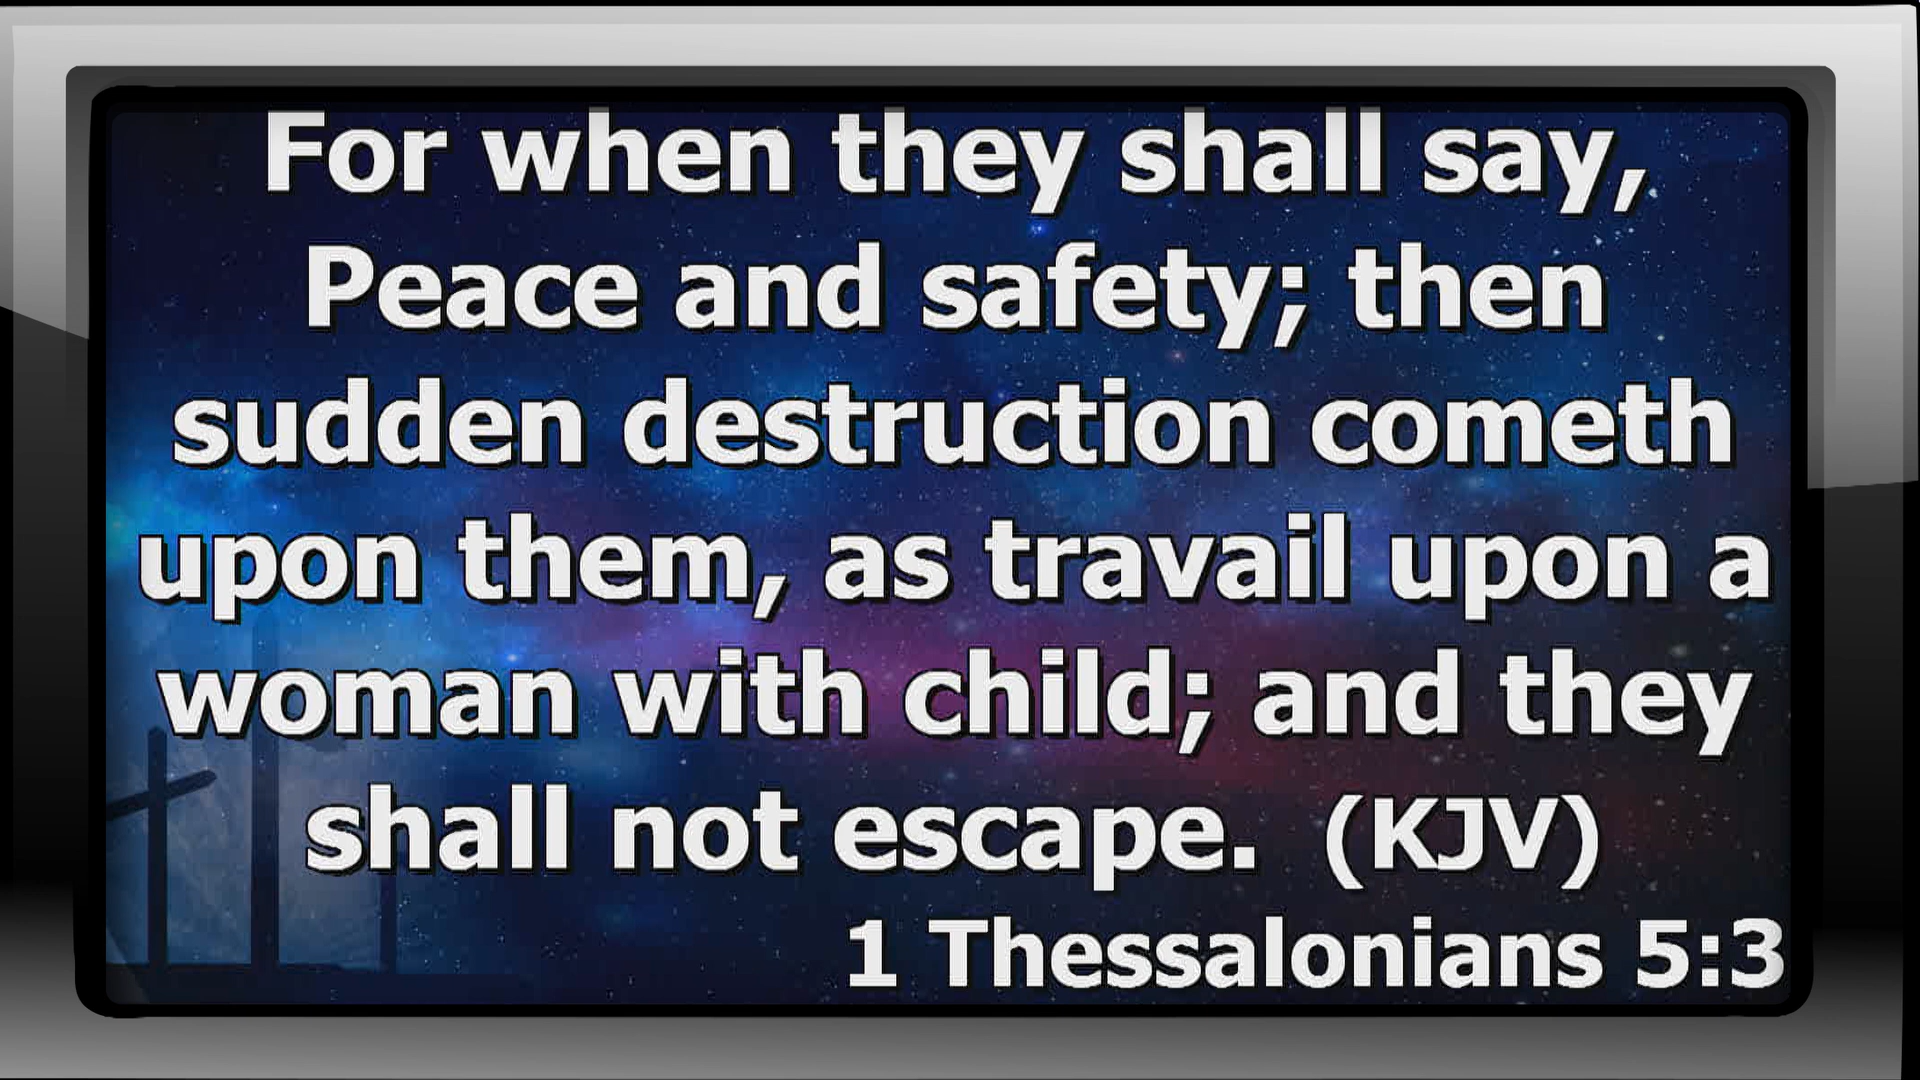 For when they shall say,
Peace and safety; then
sudden destruction cometh
upon them, as travail upon a
woman with child; and they
shall not escape.  (KJV)
1 Thessalonians 5:3